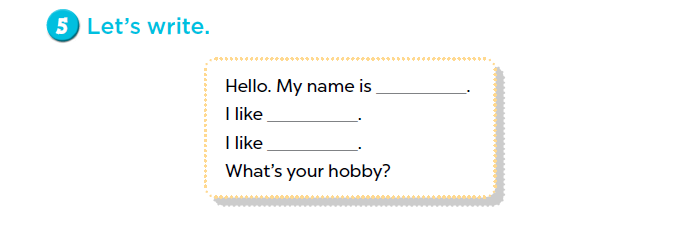 5 Let's write.
Hello. My name is __________.
I like __________.
I like __________.
What's your hobby?